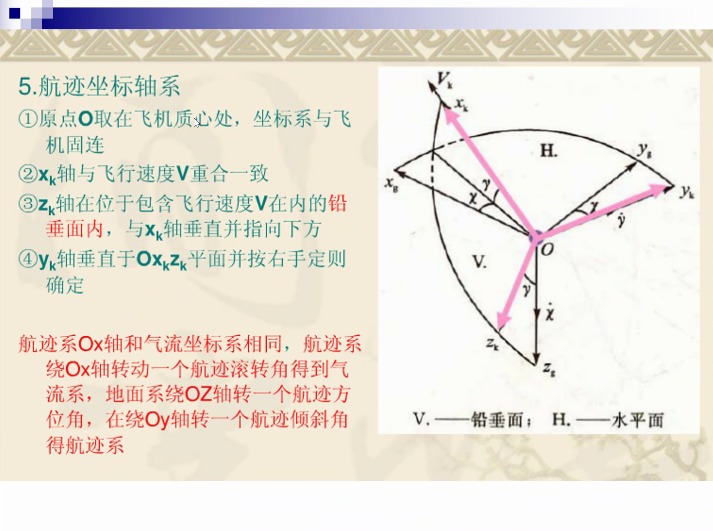 5.航迹坐标轴系
①原点O取在飞机质心处，坐标系与飞
机固连
②xk轴与飞行速度V重合一致
③zk轴在位于包含飞行速度V在内的铅
垂面内，与xk轴垂直并指向下方
④yk轴垂直于Oxkzk平面并按右手定则
确定
航迹系Ox轴和气流坐标系相同，航迹系
绕Ox轴转动一个航迹滚转角得到气
流系，地面系绕OZ轴转一个航迹方
位角，在绕Oy轴转一个航迹倾斜角
得航迹系
Vk
xk
H.
yg
xg
γ
χ
χ
yk
γ̇
O
V.
γ
χ̇
zk
zg
V. ——铅垂面； H. ——水平面